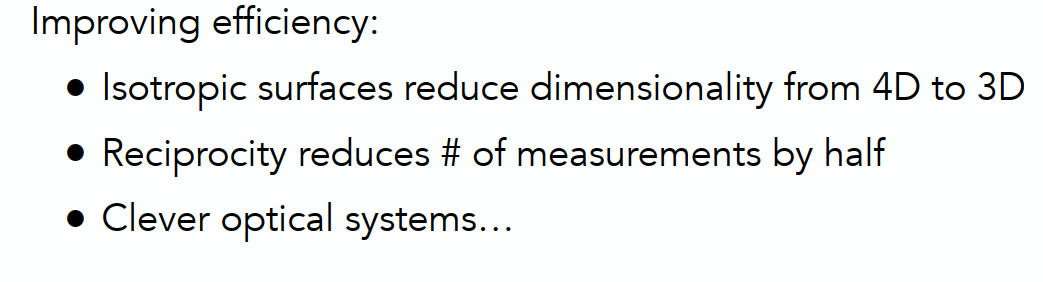 Improving efficiency:
● Isotropic surfaces reduce dimensionality from 4D to 3D
● Reciprocity reduces # of measurements by half
● Clever optical systems…